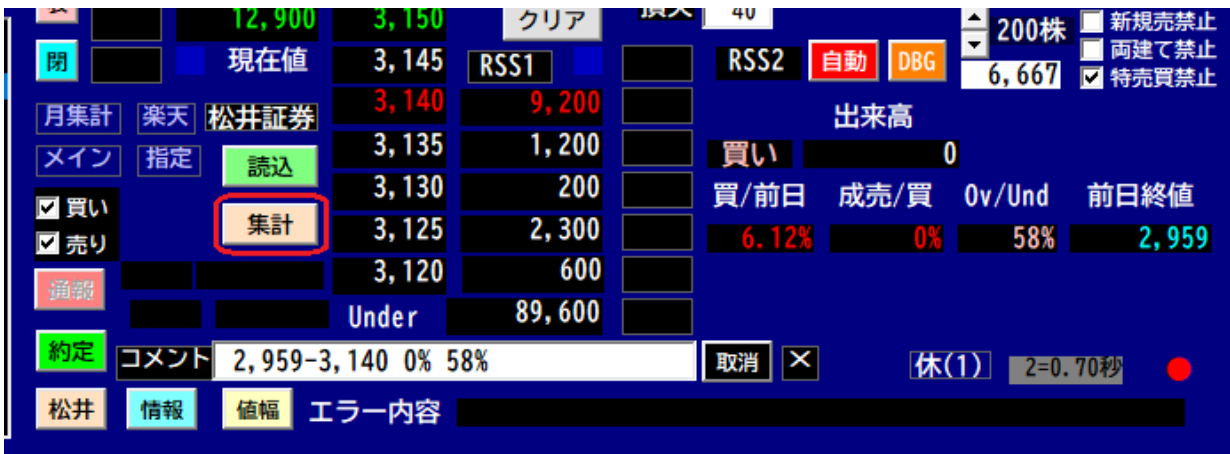 12,900 3,150 クリア 損失 40 200株 新規売禁止
閉 現在値 3,145 RSS1 RSS2 自動 DBG 両建て禁止
6,667 特売買禁止
月集計 楽天 松井証券 3,140 9,200 出来高
メイン 指定 読込 3,135 1,200 買い 0
買い 3,130 200 買/前日 成売/買 Ov/Und 前日終値
売り 集計 3,125 2,300 6.12% 0% 58% 2,959
通報 3,120 600
Under 89,600
約定 コメント 2,959-3,140 0% 58% 取消 × 休(1) 2=0.70秒
松井 情報 値幅 エラー内容